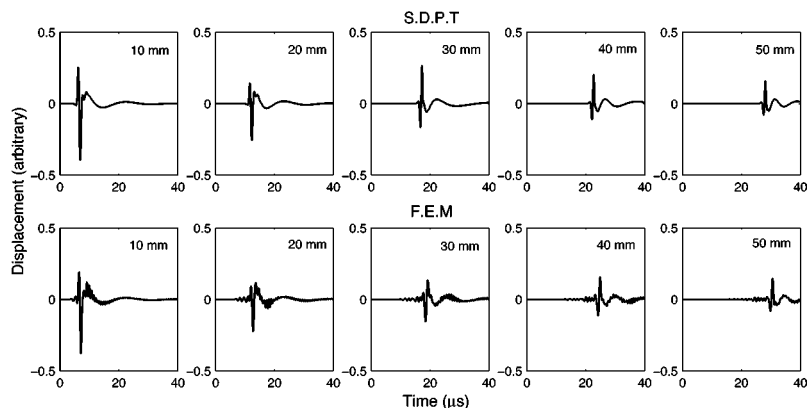 S.D.P.T
0.5 0.5 0.5 0.5 0.5
10 mm 20 mm 30 mm 40 mm 50 mm
0 0 0 0 0
−0.5 −0.5 −0.5 −0.5 −0.5
0 20 40 0 20 40 0 20 40 0 20 40 0 20 40
Displacement (arbitrary)
F.E.M
0.5 0.5 0.5 0.5 0.5
10 mm 20 mm 30 mm 40 mm 50 mm
0 0 0 0 0
−0.5 −0.5 −0.5 −0.5 −0.5
0 20 40 0 20 40 0 20 40 0 20 40 0 20 40
Time (μs)